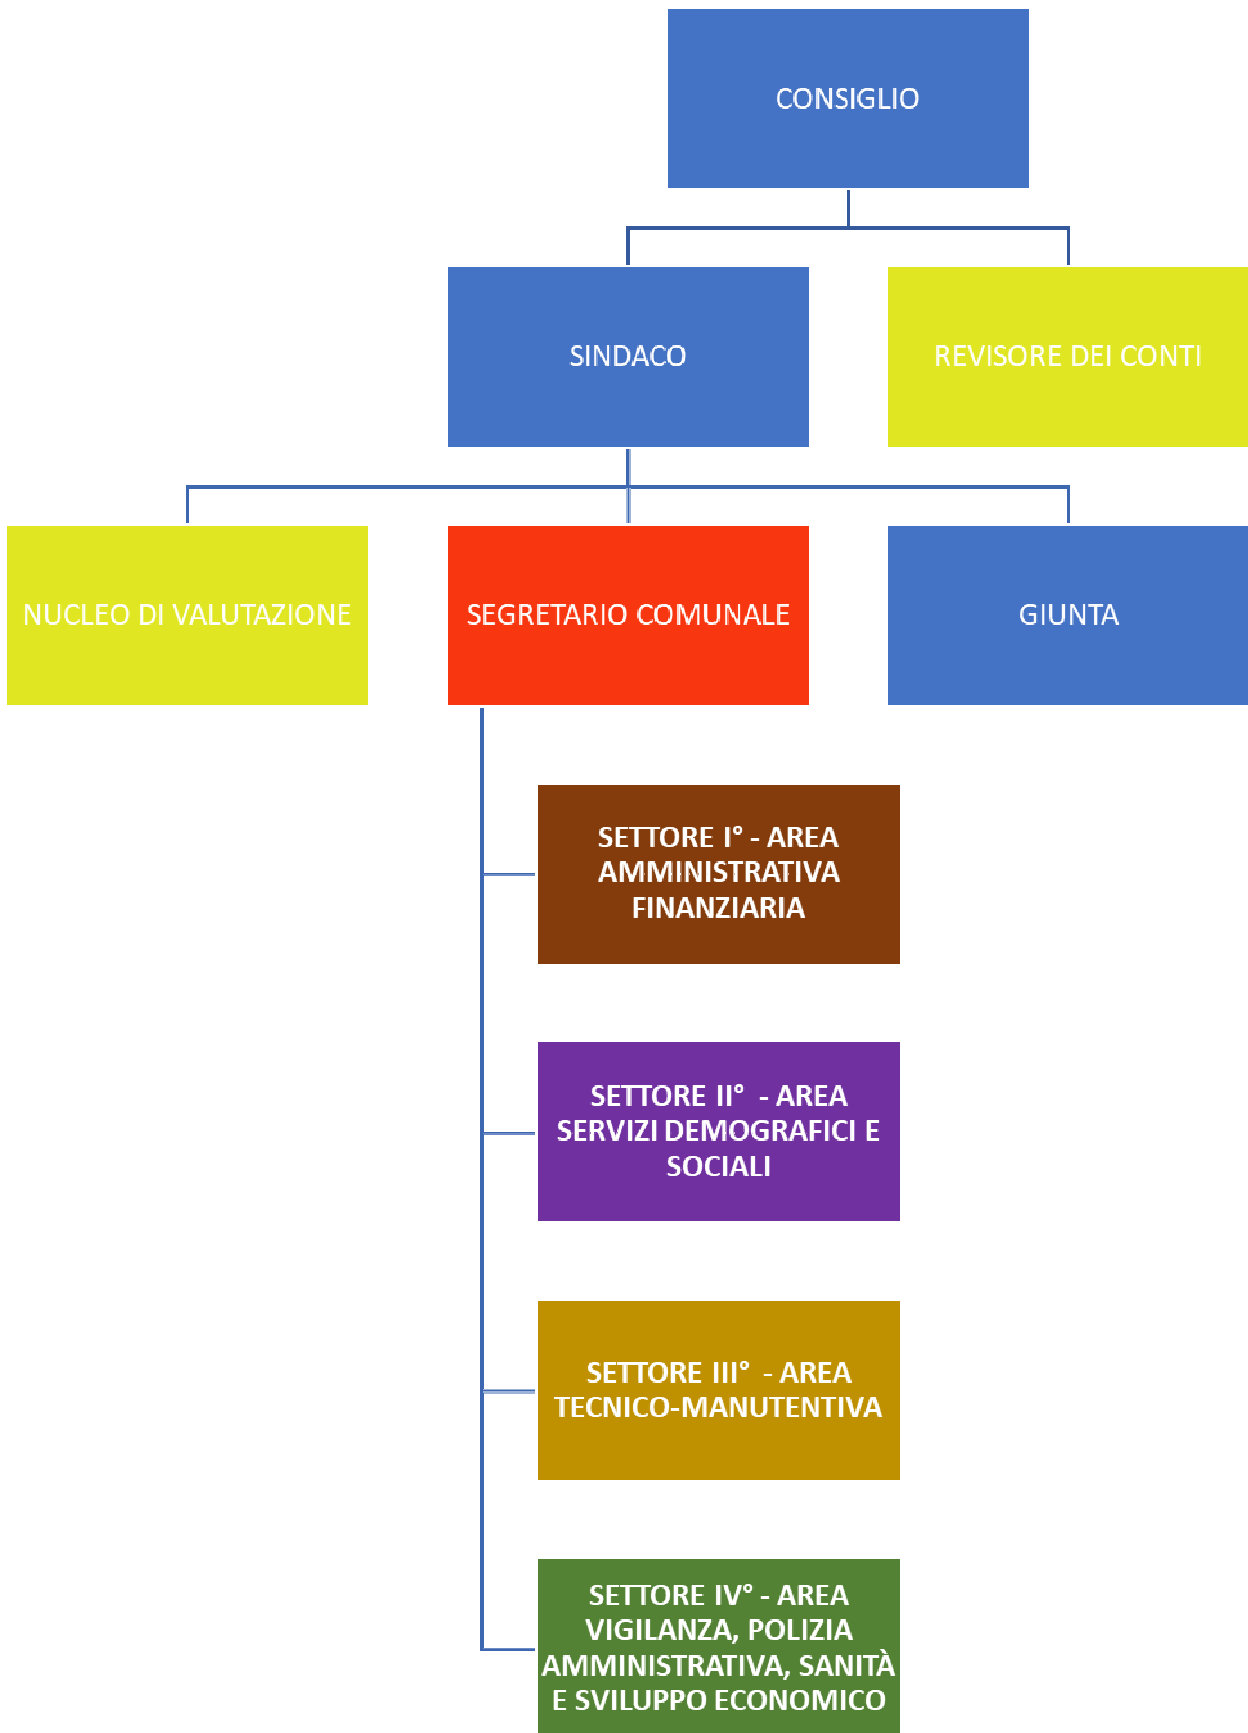 CONSIGLIO
SINDACO
REVISORE DEI CONTI
NUCLEO DI VALUTAZIONE
SEGRETARIO COMUNALE
GIUNTA
SETTORE I° - AREA
AMMINISTRATIVA
FINANZIARIA
SETTORE II° - AREA
SERVIZI DEMOGRAFICI E
SOCIALI
SETTORE III° - AREA
TECNICO-MANUTENTIVA
SETTORE IV° - AREA
VIGILANZA, POLIZIA
AMMINISTRATIVA, SANITÀ
E SVILUPPO ECONOMICO